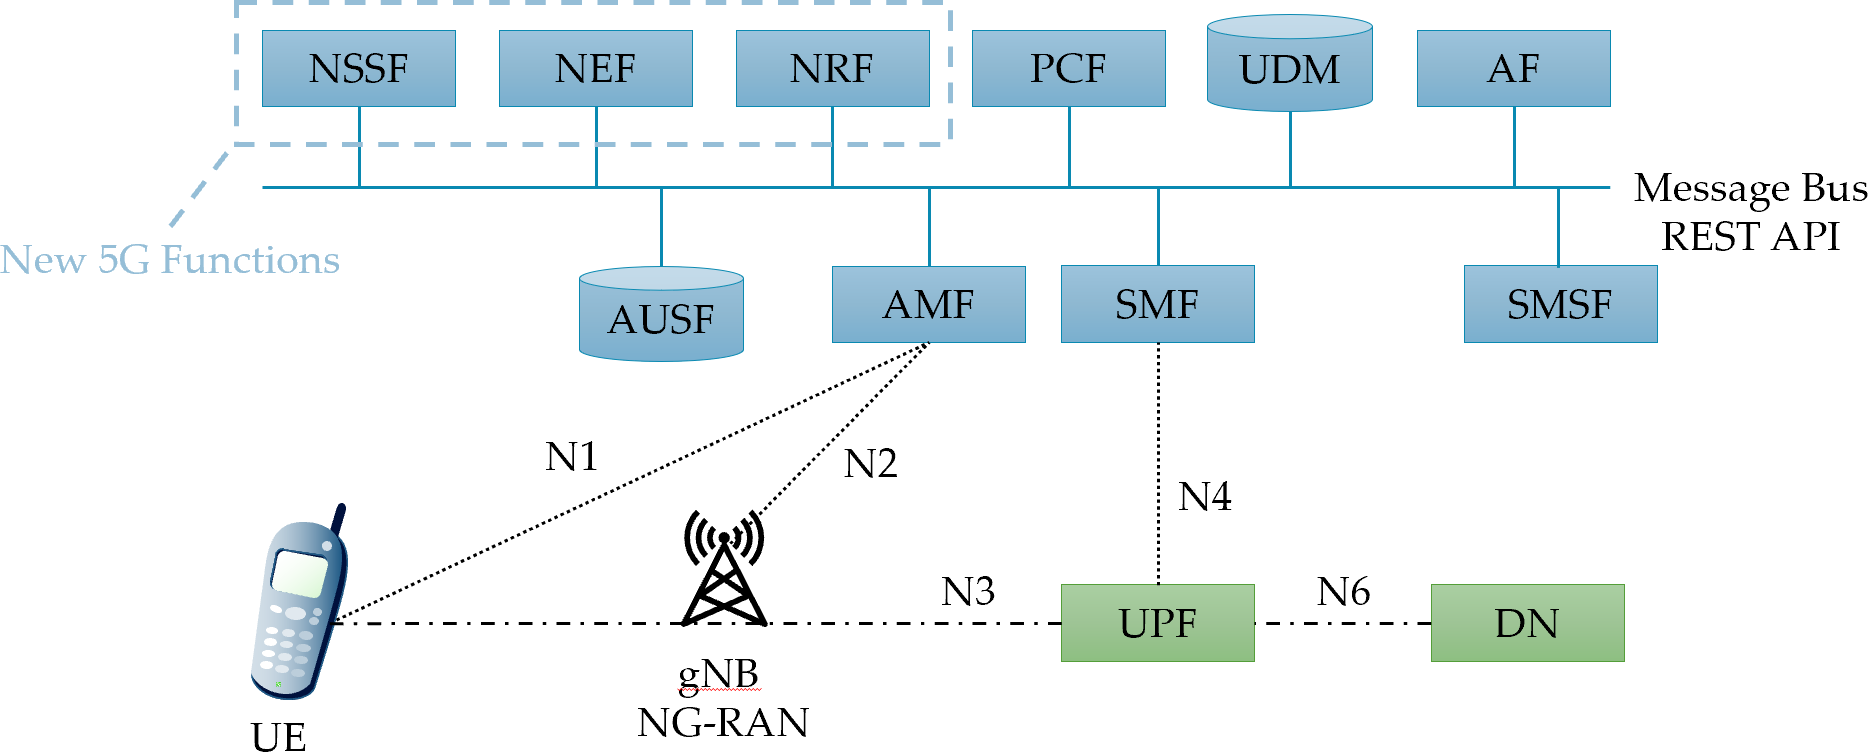 NSSF
NEF
NRF
PCF
UDM
AF
Message Bus
REST API
New 5G Functions
AUSF
AMF
SMF
SMSF
N1
N2
N4
N3
UPF
N6
DN
gNB
NG-RAN
UE